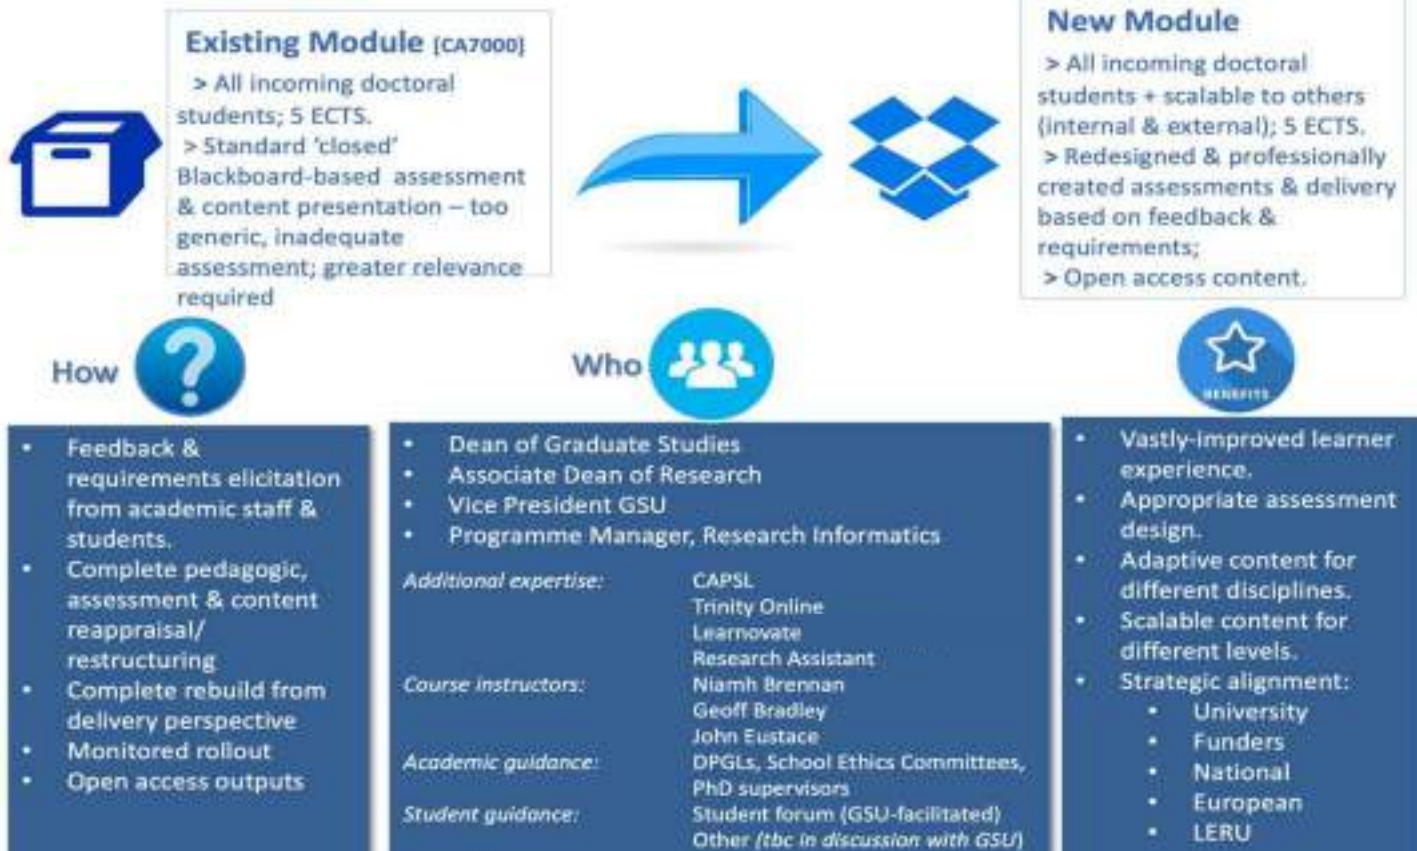 Existing Module [CA7000]
> All incoming doctoral
students; 5 ECTS.
> Standard 'closed'
Blackboard-based assessment
& content presentation – too
generic, inadequate
assessment; greater relevance
required
New Module
> All incoming doctoral
students + scalable to others
(internal & external); 5 ECTS.
> Redesigned & professionally
created assessments & delivery
based on feedback &
requirements;
> Open access content.
How
?
Who
BENEFITS
• Feedback &
requirements elicitation
from academic staff &
students.
• Complete pedagogic,
assessment & content
reappraisal/
restructuring
• Complete rebuild from
delivery perspective
• Monitored rollout
• Open access outputs
• Dean of Graduate Studies
• Associate Dean of Research
• Vice President GSU
• Programme Manager, Research Informatics
Additional expertise: CAPSL
Trinity Online
Learnovate
Research Assistant
Course instructors: Niamh Brennan
Geoff Bradley
John Eustace
Academic guidance: DPGLs, School Ethics Committees,
PhD supervisors
Student guidance: Student forum (GSU-facilitated)
Other (tbc in discussion with GSU)
• Vastly-improved learner
experience.
• Appropriate assessment
design.
• Adaptive content for
different disciplines.
• Scalable content for
different levels.
• Strategic alignment:
• University
• Funders
• National
• European
• LERU